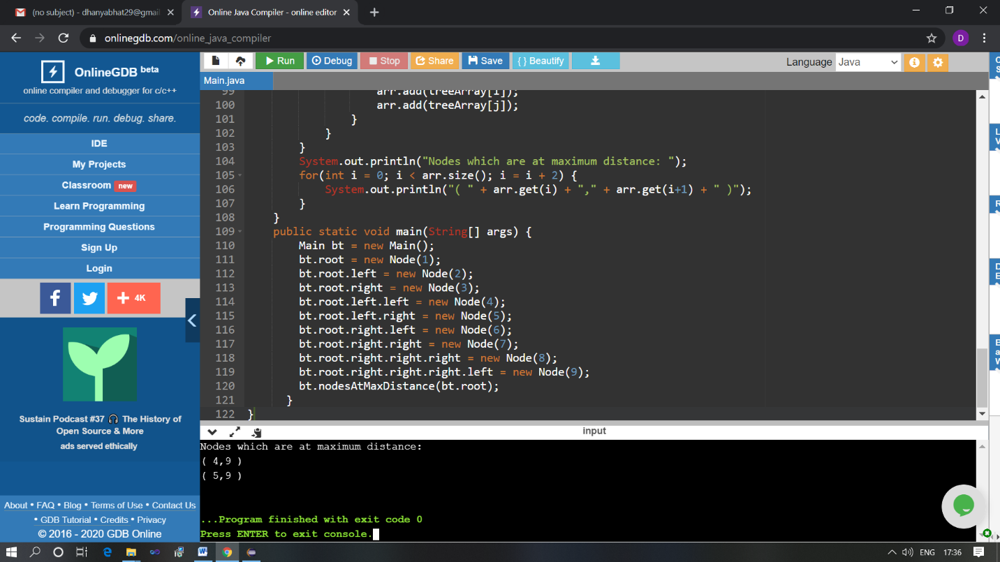 (no subject) - dhanyabhat29@gmail
Online Java Compiler - online editor
onlinegdb.com/online_java_compiler
D
OnlineGDB beta
online compiler and debugger for c/c++
code. compile. run. debug. share.
IDE
My Projects
Classroom new
Learn Programming
Programming Questions
Sign Up
Login
4K
Sustain Podcast #37 🎧 The History of
Open Source & More
ads served ethically
About • FAQ • Blog • Terms of Use • Contact Us
• GDB Tutorial • Credits • Privacy
© 2016 - 2020 GDB Online
Run Debug Stop Share Save { } Beautify
Language Java
Main.java
99 arr.add(treeArray[i]);
100 arr.add(treeArray[j]);
101 }
102 }
103 }
104 System.out.println("Nodes which are at maximum distance: ");
105 for(int i = 0; i < arr.size(); i = i + 2) {
106 System.out.println("( " + arr.get(i) + "," + arr.get(i+1) + " )");
107 }
108 }
109 public static void main(String[] args) {
110 Main bt = new Main();
111 bt.root = new Node(1);
112 bt.root.left = new Node(2);
113 bt.root.right = new Node(3);
114 bt.root.left.left = new Node(4);
115 bt.root.left.right = new Node(5);
116 bt.root.right.left = new Node(6);
117 bt.root.right.right = new Node(7);
118 bt.root.right.right.right = new Node(8);
119 bt.root.right.right.right.left = new Node(9);
120 bt.nodesAtMaxDistance(bt.root);
121 }
122 }
input
Nodes which are at maximum distance:
( 4,9 )
( 5,9 )
...Program finished with exit code 0
Press ENTER to exit console.
ENG 17:36